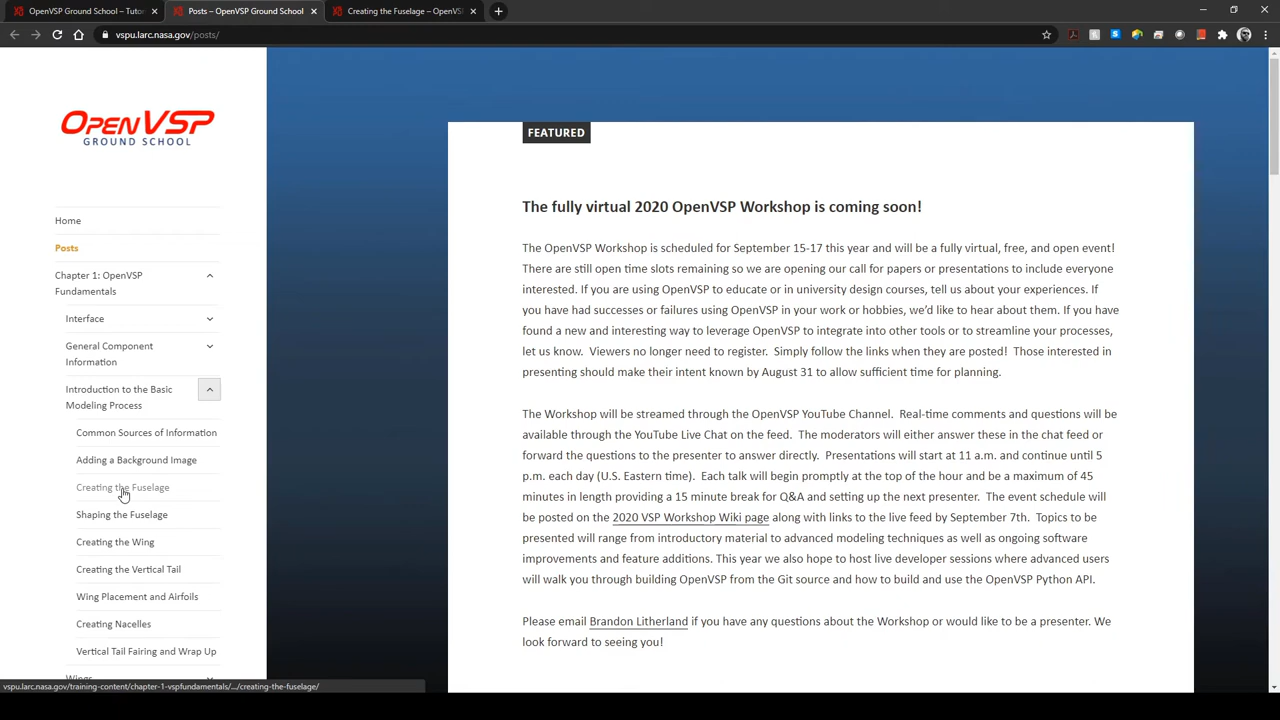 OpenVSP Ground School – Tutor
Posts – OpenVSP Ground School
Creating the Fuselage – OpenVS
vspu.larc.nasa.gov/posts/
OPENVSP
GROUND SCHOOL
Home
Posts
Chapter 1: OpenVSP
Fundamentals
Interface
General Component
Information
Introduction to the Basic
Modeling Process
Common Sources of Information
Adding a Background Image
Creating the Fuselage
Shaping the Fuselage
Creating the Wing
Creating the Vertical Tail
Wing Placement and Airfoils
Creating Nacelles
Vertical Tail Fairing and Wrap Up
Wings
vspu.larc.nasa.gov/training-content/chapter-1-vspfundamentals/.../creating-the-fuselage/
FEATURED
The fully virtual 2020 OpenVSP Workshop is coming soon!
The OpenVSP Workshop is scheduled for September 15-17 this year and will be a fully virtual, free, and open event!
There are still open time slots remaining so we are opening our call for papers or presentations to include everyone
interested. If you are using OpenVSP to educate or in university design courses, tell us about your experiences. If
you have had successes or failures using OpenVSP in your work or hobbies, we’d like to hear about them. If you have
found a new and interesting way to leverage OpenVSP to integrate into other tools or to streamline your processes,
let us know. Viewers no longer need to register. Simply follow the links when they are posted! Those interested in
presenting should make their intent known by August 31 to allow sufficient time for planning.
The Workshop will be streamed through the OpenVSP YouTube Channel. Real-time comments and questions will be
available through the YouTube Live Chat on the feed. The moderators will either answer these in the chat feed or
forward the questions to the presenter to answer directly. Presentations will start at 11 a.m. and continue until 5
p.m. each day (U.S. Eastern time). Each talk will begin promptly at the top of the hour and be a maximum of 45
minutes in length providing a 15 minute break for Q&A and setting up the next presenter. The event schedule will
be posted on the 2020 VSP Workshop Wiki page along with links to the live feed by September 7th. Topics to be
presented will range from introductory material to advanced modeling techniques as well as ongoing software
improvements and feature additions. This year we also hope to host live developer sessions where advanced users
will walk you through building OpenVSP from the Git source and how to build and use the OpenVSP Python API.
Please email Brandon Litherland if you have any questions about the Workshop or would like to be a presenter. We
look forward to seeing you!